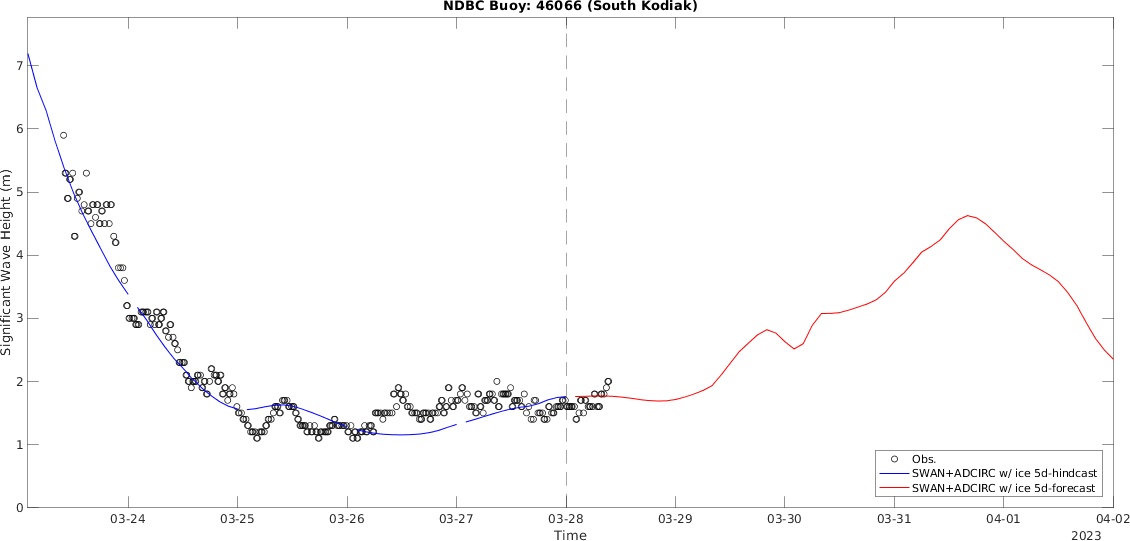 NDBC Buoy: 46066 (South Kodiak)
Significant Wave Height (m)
7
6
5
4
3
2
1
0
Obs.
SWAN+ADCIRC w/ ice 5d-hindcast
SWAN+ADCIRC w/ ice 5d-forecast
03-24 03-25 03-26 03-27 03-28 03-29 03-30 03-31 04-01 04-02
Time 2023